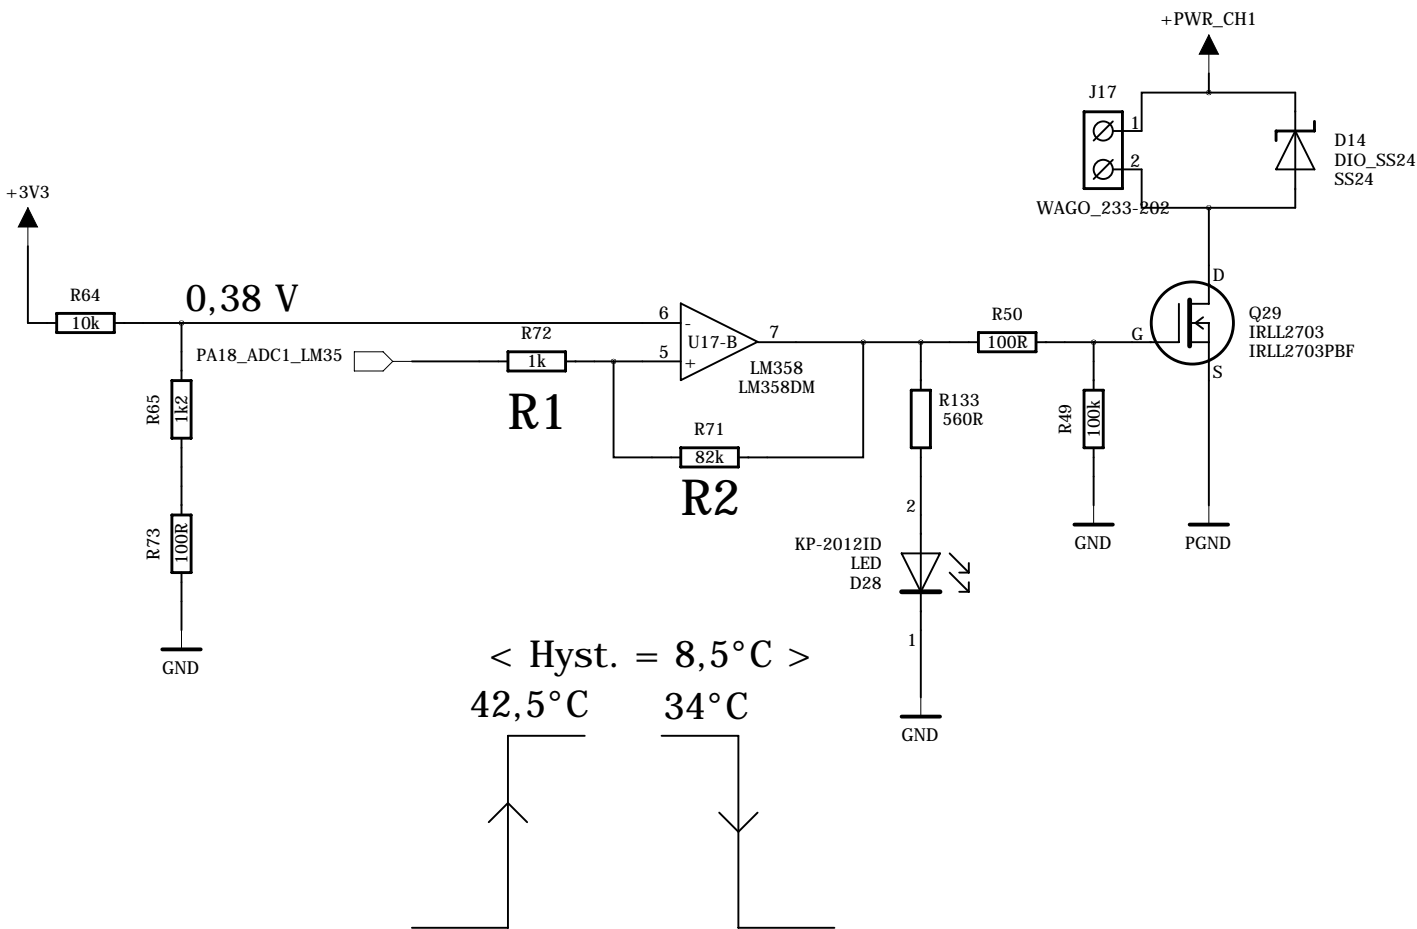 +PWR_CH1
J17
1
2
WAGO_233-202
D14
DIO_SS24
SS24
+3V3
R64
10k
0,38 V
PA18_ADC1_LM35
R72
1k
R1
6
-
5
+
U17-B
7
LM358
LM358DM
R71
82k
R2
R50
100R
G
D
S
Q29
IRLL2703
IRLL2703PBF
R65
1k2
R73
100R
GND
R133
560R
R49
100k
GND
PGND
2
KP-2012ID
LED
D28
1
GND
< Hyst. = 8,5°C >
42,5°C 34°C